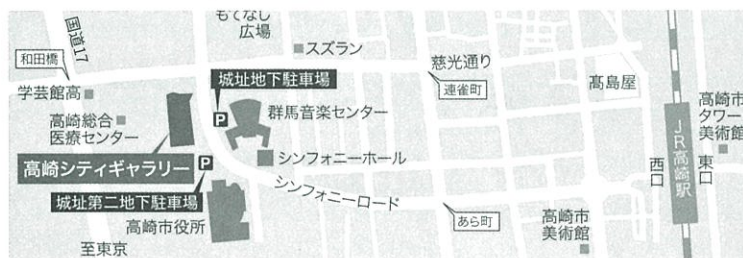 国道17
もてなし
広場
スズラン
和田橋
慈光通り
城址地下駐車場
連雀町
髙島屋
学芸館高
P
群馬音楽センター
高崎総合
医療センター
高崎市
タワー
美術館
JR高崎駅
高崎シティギャラリー
P
シンフォニーホール
西口
東口
城址第二地下駐車場
シンフォニーロード
高崎市役所
あら町
高崎市
美術館
至東京